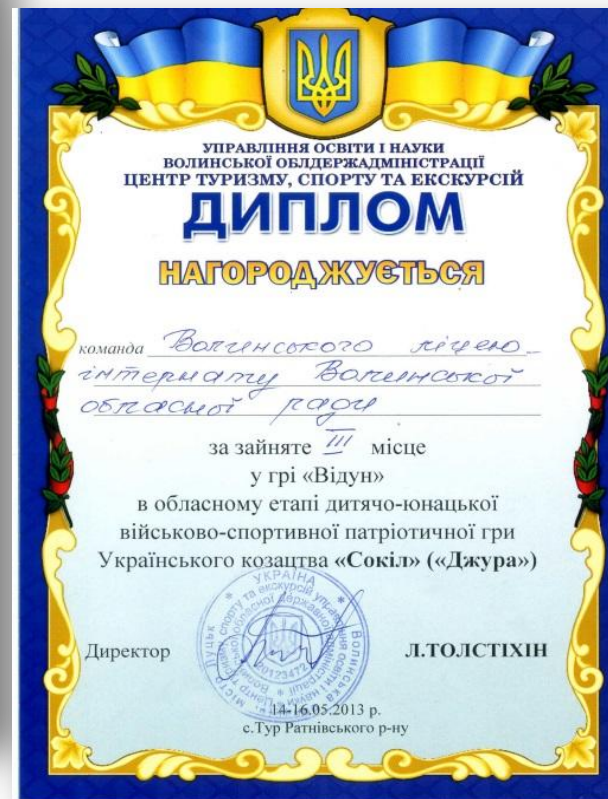 УПРАВЛІННЯ ОСВІТИ І НАУКИ
ВОЛИНСЬКОЇ ОБЛДЕРЖАДМІНІСТРАЦІЇ
ЦЕНТР ТУРИЗМУ, СПОРТУ ТА ЕКСКУРСІЙ
ДИПЛОМ
НАГОРОДЖУЄТЬСЯ
команда Волинського ліцею
інтернату Волинської
обласної ради
за зайняте III місце
у грі «Відун»
в обласному етапі дитячо-юнацької
військово-спортивної патріотичної гри
Українського козацтва «Сокіл» («Джура»)
УКРАЇНА
Директор
Л.ТОЛСТІХІН
14-16.05.2013 р.
с.Тур Ратнівського р-ну